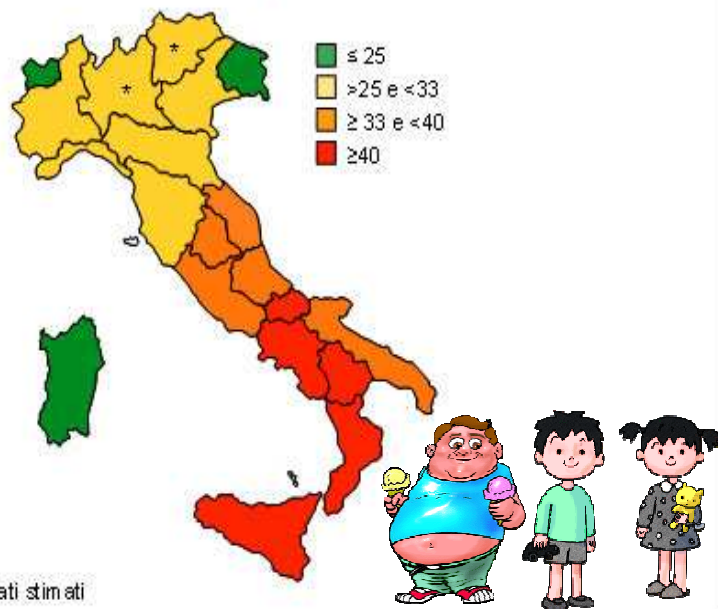 *
*
≤ 25
>25 e <33
≥ 33 e <40
≥40
ati stimati